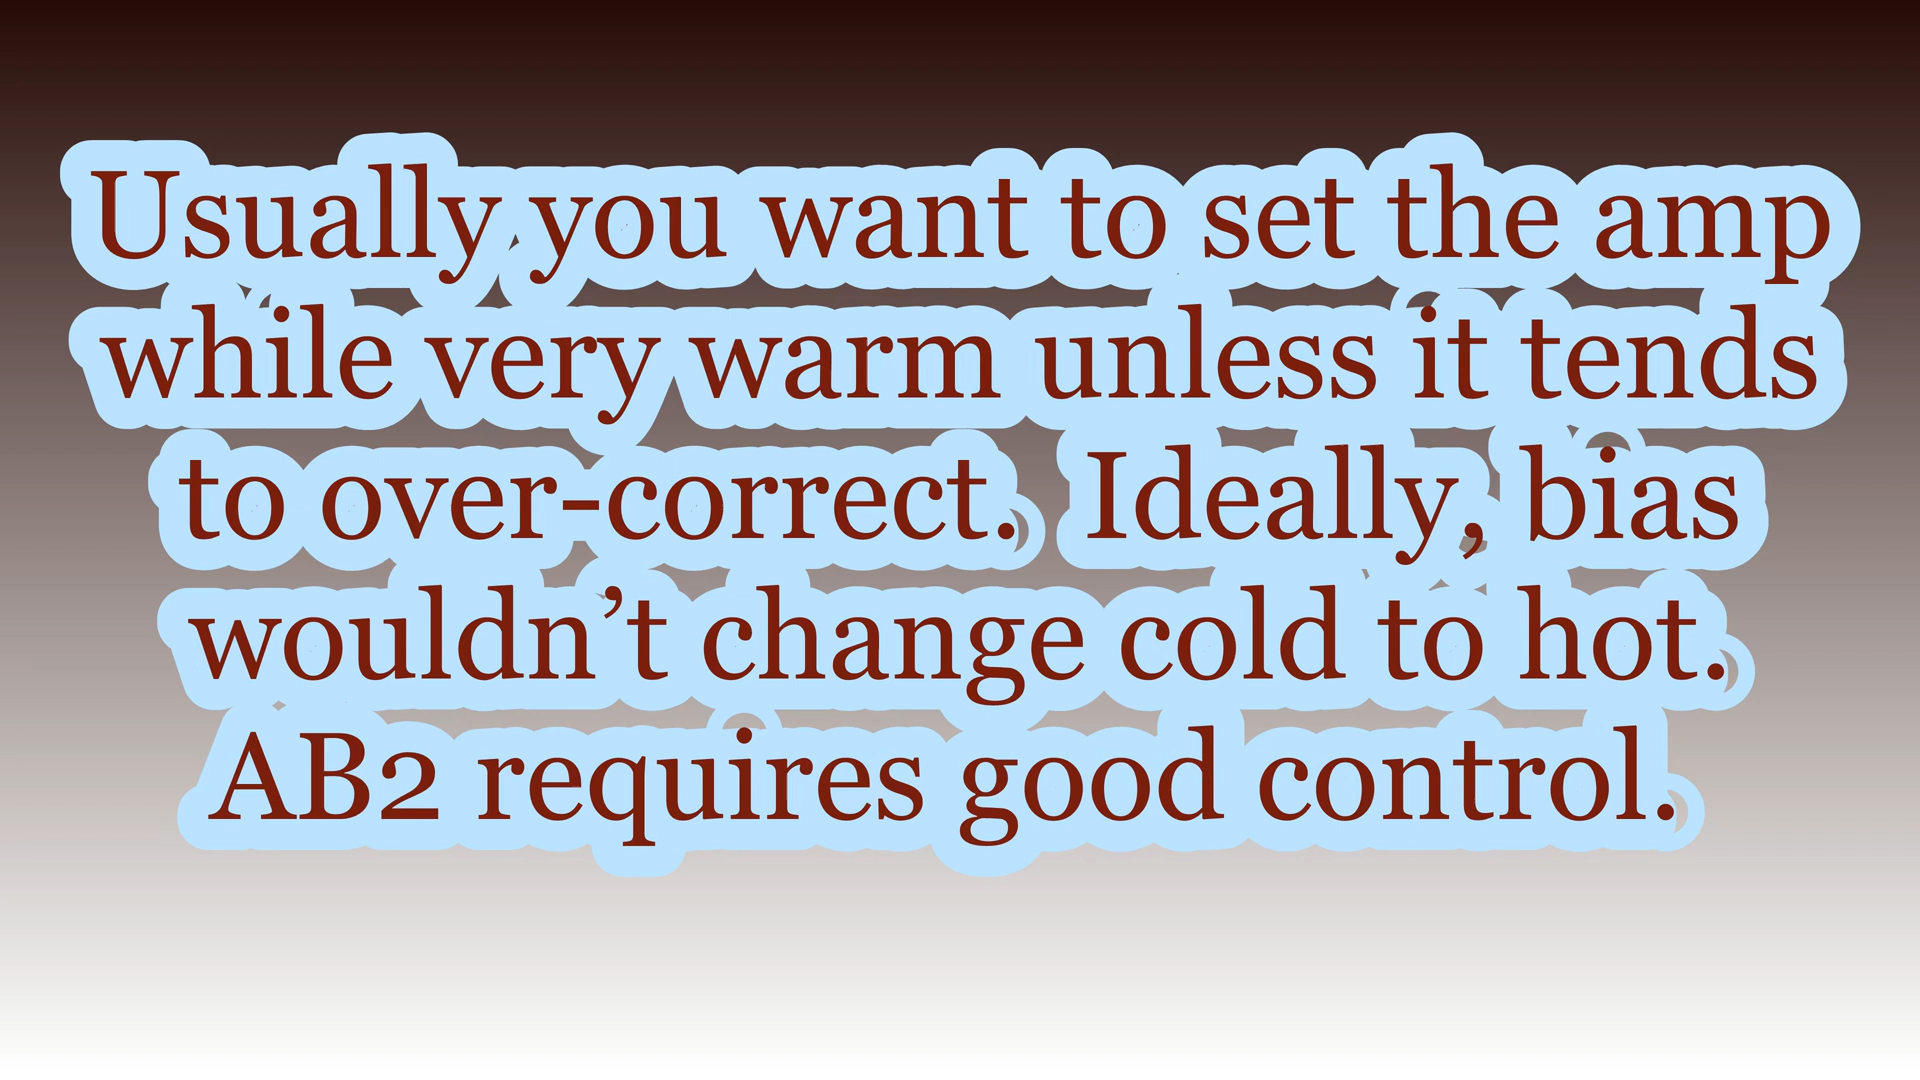 Usually you want to set the amp
while very warm unless it tends
to over-correct.  Ideally, bias
wouldn’t change cold to hot.
AB2 requires good control.